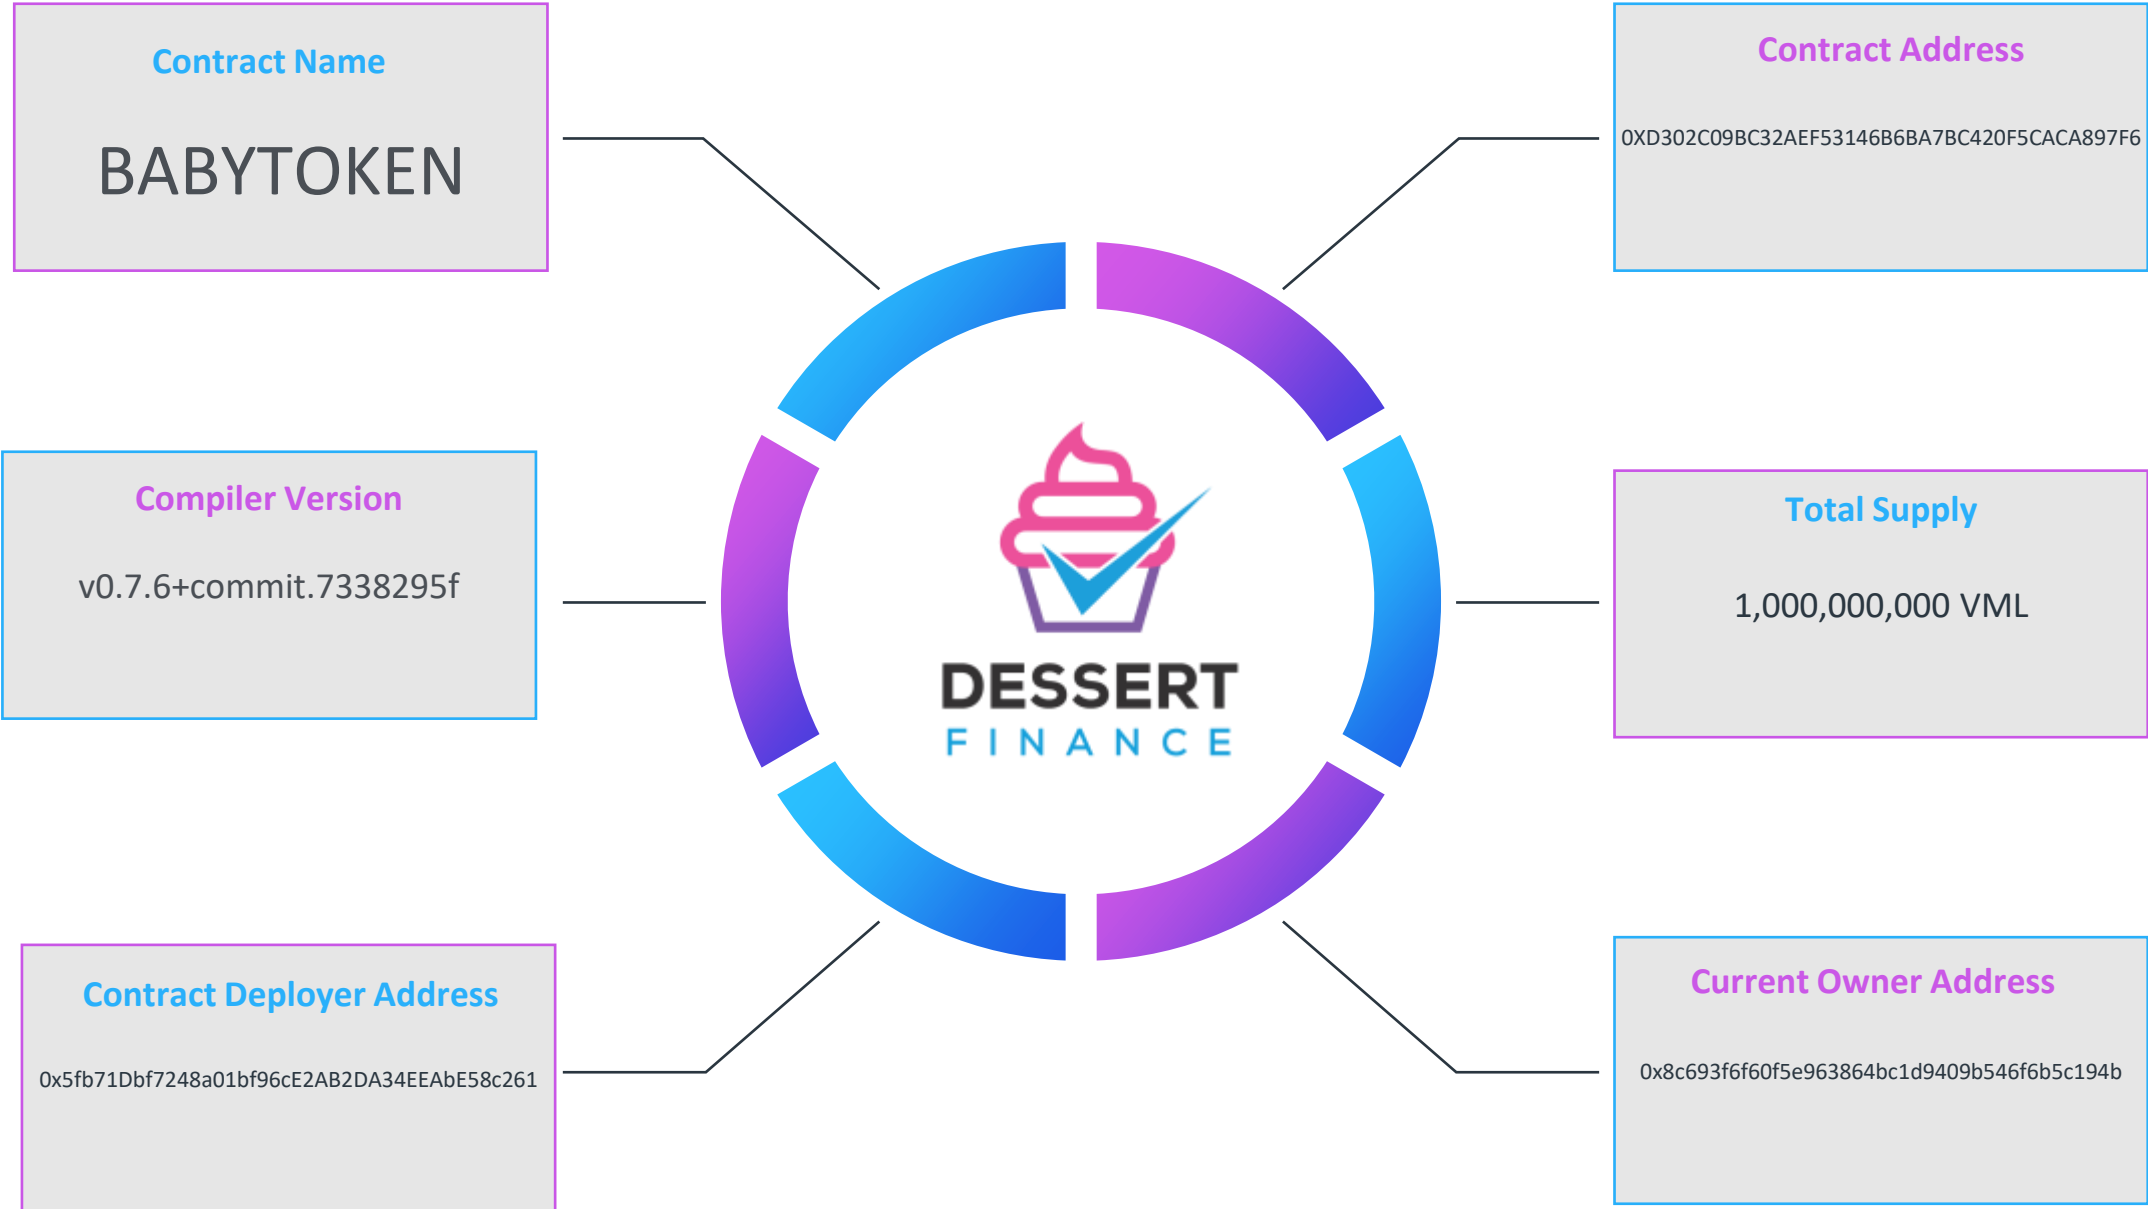 Contract Name
BABYTOKEN
Contract Address
0XD302C09BC32AEF53146B6BA7BC420F5CACA897F6
Compiler Version
v0.7.6+commit.7338295f
Total Supply
1,000,000,000 VML
DESSERT
FINANCE
Contract Deployer Address
0x5fb71Dbf7248a01bf96cE2AB2DA34EEAbE58c261
Current Owner Address
0x8c693f6f60f5e963864bc1d9409b546f6b5c194b